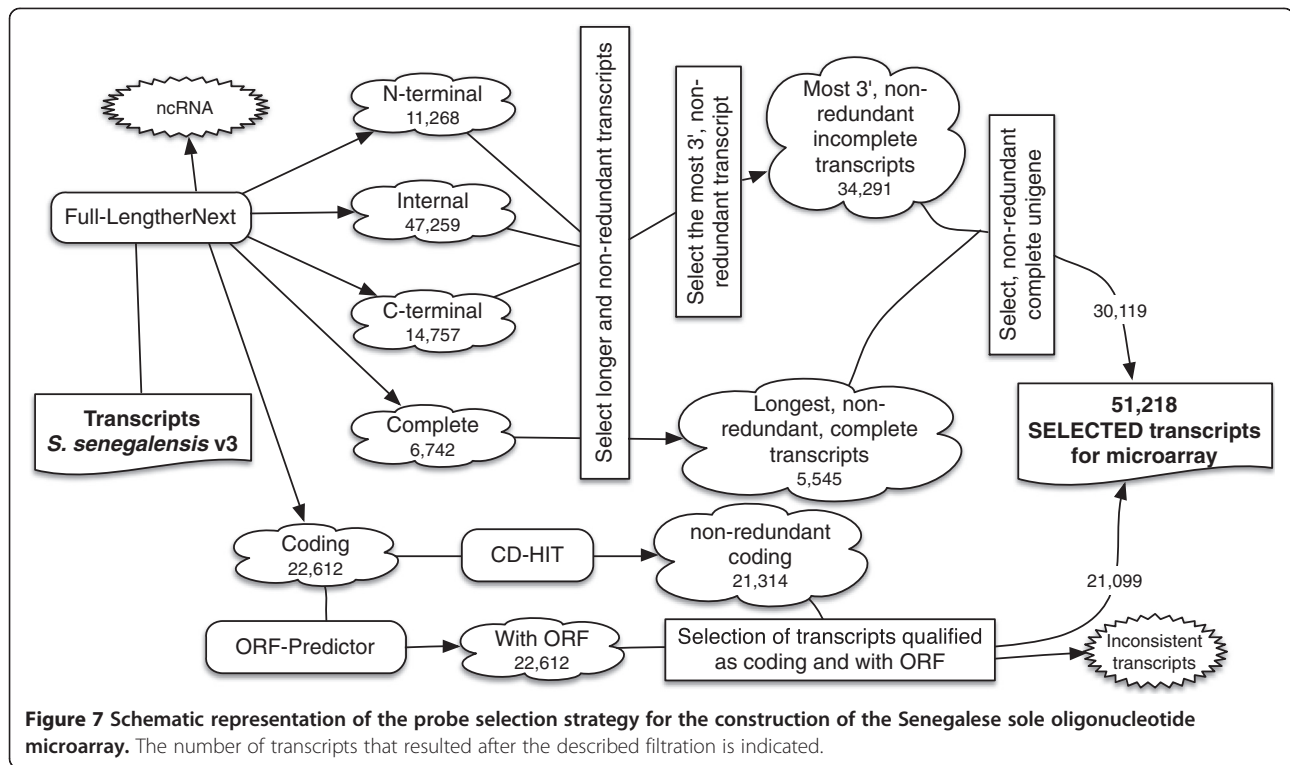 ncRNA
N-terminal
11,268
Internal
47,259
C-terminal
14,757
Complete
6,742
Full-LengtherNext
Transcripts
S. senegalensis v3
Select longer and non-redundant transcripts
Select the most 3', non-
redundant transcript
Most 3', non-
redundant
incomplete
transcripts
34,291
Longest, non-
redundant, complete
transcripts
5,545
Select, non-redundant
complete unigene
30,119
51,218
SELECTED transcripts
for microarray
Coding
22,612
CD-HIT
non-redundant
coding
21,314
21,099
ORF-Predictor
With ORF
22,612
Selection of transcripts qualified
as coding and with ORF
Inconsistent
transcripts
Figure 7 Schematic representation of the probe selection strategy for the construction of the Senegalese sole oligonucleotide
microarray. The number of transcripts that resulted after the described filtration is indicated.